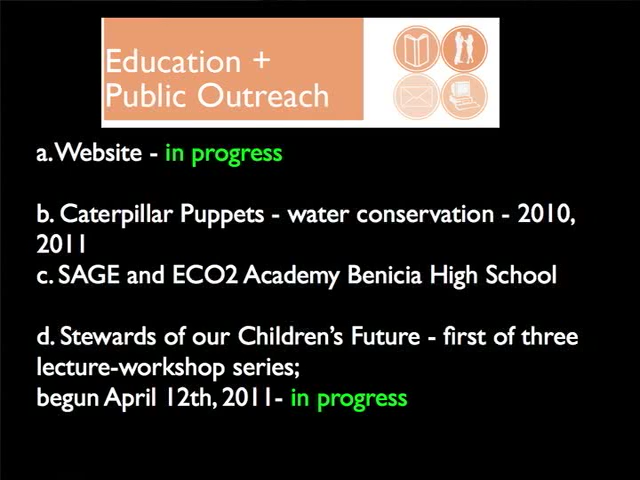 Education +
Public Outreach
a. Website - in progress
b. Caterpillar Puppets - water conservation - 2010,
2011
c. SAGE and ECO2 Academy Benicia High School
d. Stewards of our Children's Future - first of three
lecture-workshop series;
begun April 12th, 2011- in progress